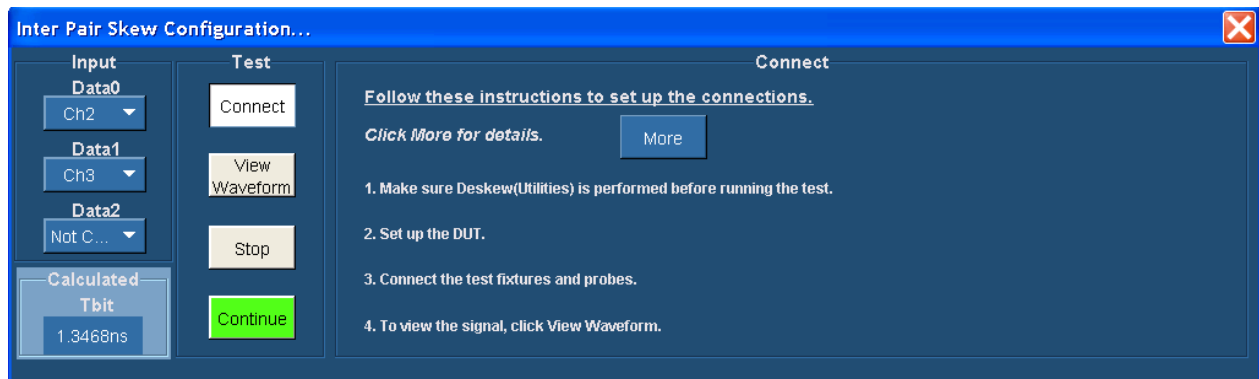 Inter Pair Skew Configuration...
Input
Data0
Ch2
Data1
Ch3
Data2
Not C...
Calculated
Tbit
1.3468ns
Test
Connect
View
Waveform
Stop
Continue
Connect
Follow these instructions to set up the connections.
Click More for details.
More
1. Make sure Deskew(Utilities) is performed before running the test.
2. Set up the DUT.
3. Connect the test fixtures and probes.
4. To view the signal, click View Waveform.